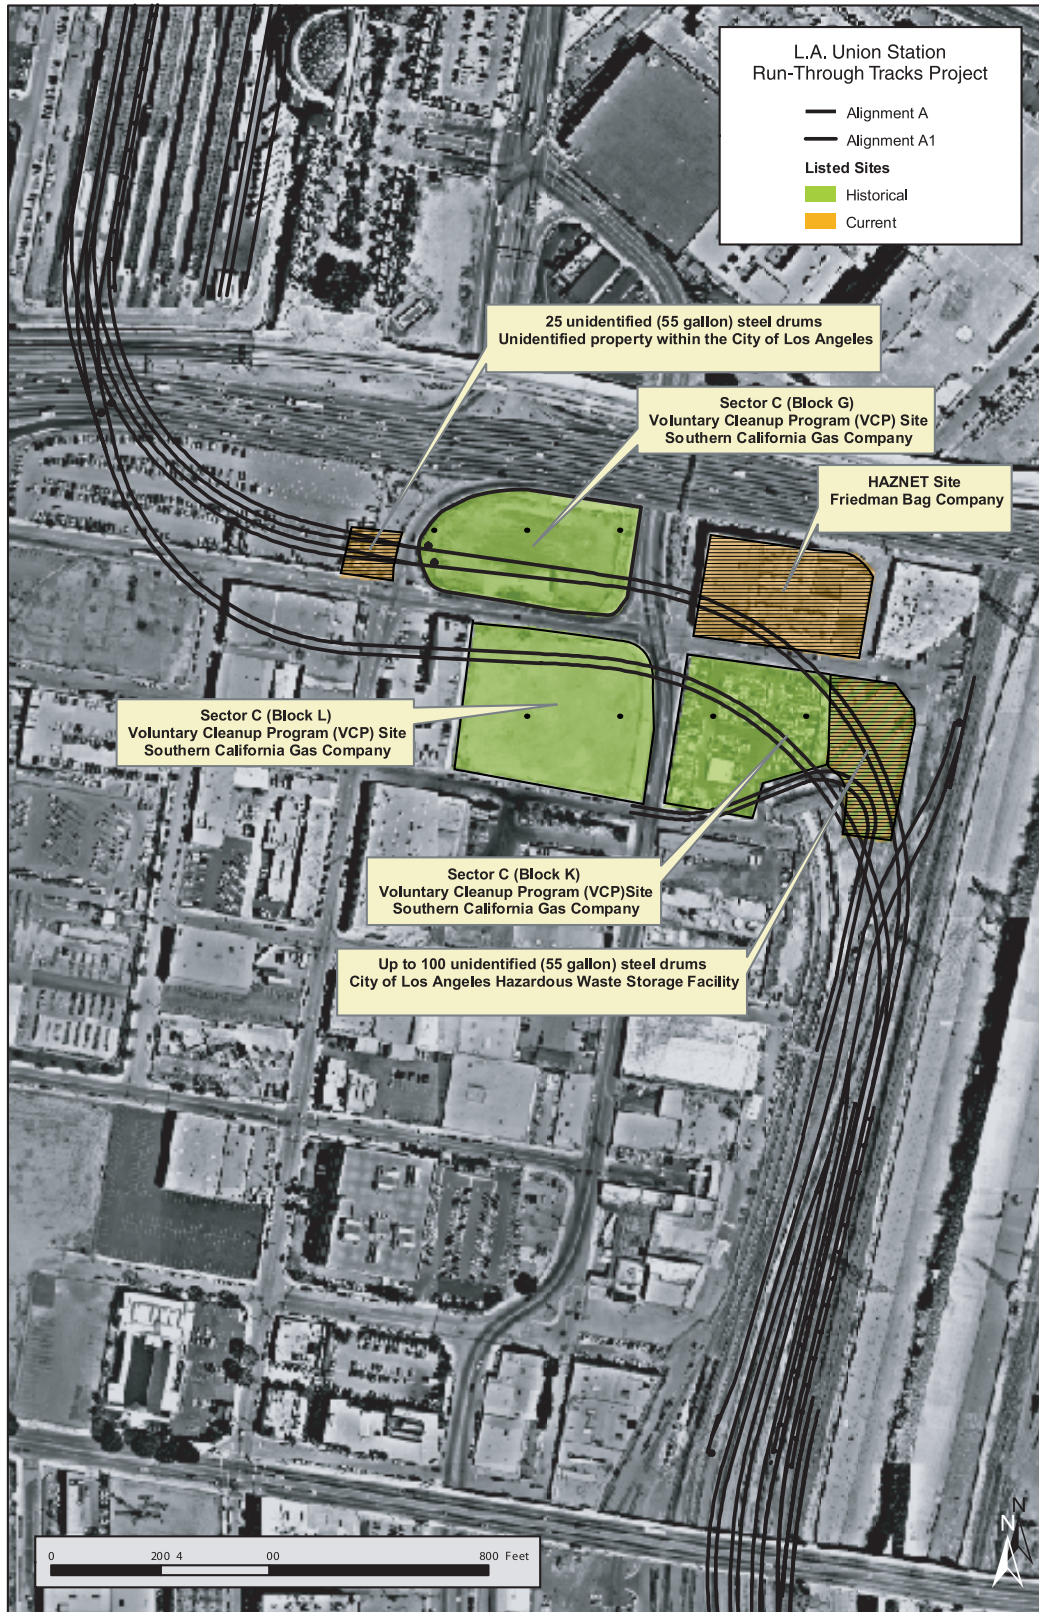 L.A. Union Station
Run-Through Tracks Project
Alignment A
Alignment A1
Listed Sites
Historical
Current
25 unidentified (55 gallon) steel drums
Unidentified property within the City of Los Angeles
Sector C (Block G)
Voluntary Cleanup Program (VCP) Site
Southern California Gas Company
HAZNET Site
Friedman Bag Company
Sector C (Block L)
Voluntary Cleanup Program (VCP) Site
Southern California Gas Company
Sector C (Block K)
Voluntary Cleanup Program (VCP)Site
Southern California Gas Company
Up to 100 unidentified (55 gallon) steel drums
City of Los Angeles Hazardous Waste Storage Facility
N
N
0 200 4 00 800 Feet